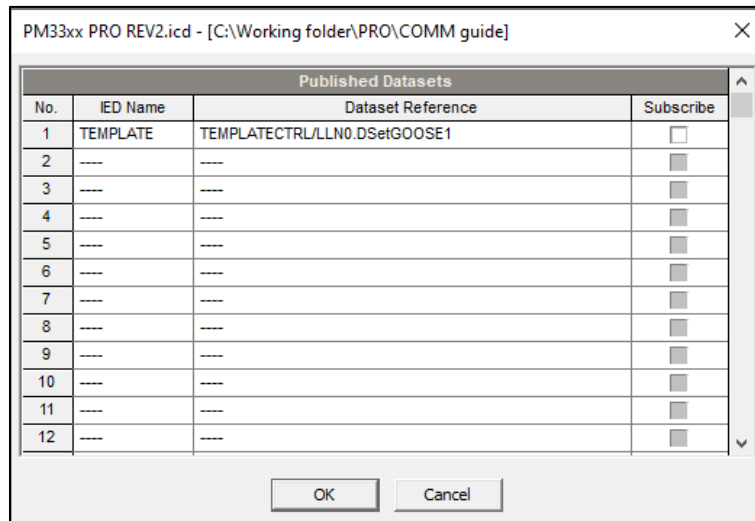 PM33xx PRO REV2.icd - [C:\Working folder\PRO\COMM guide]
Published Datasets
No. IED Name Dataset Reference Subscribe
1 TEMPLATE TEMPLATECTRL/LLN0.DSetGOOSE1
2 ---- ----
3 ---- ----
4 ---- ----
5 ---- ----
6 ---- ----
7 ---- ----
8 ---- ----
9 ---- ----
10 ---- ----
11 ---- ----
12 ---- ----
OK Cancel